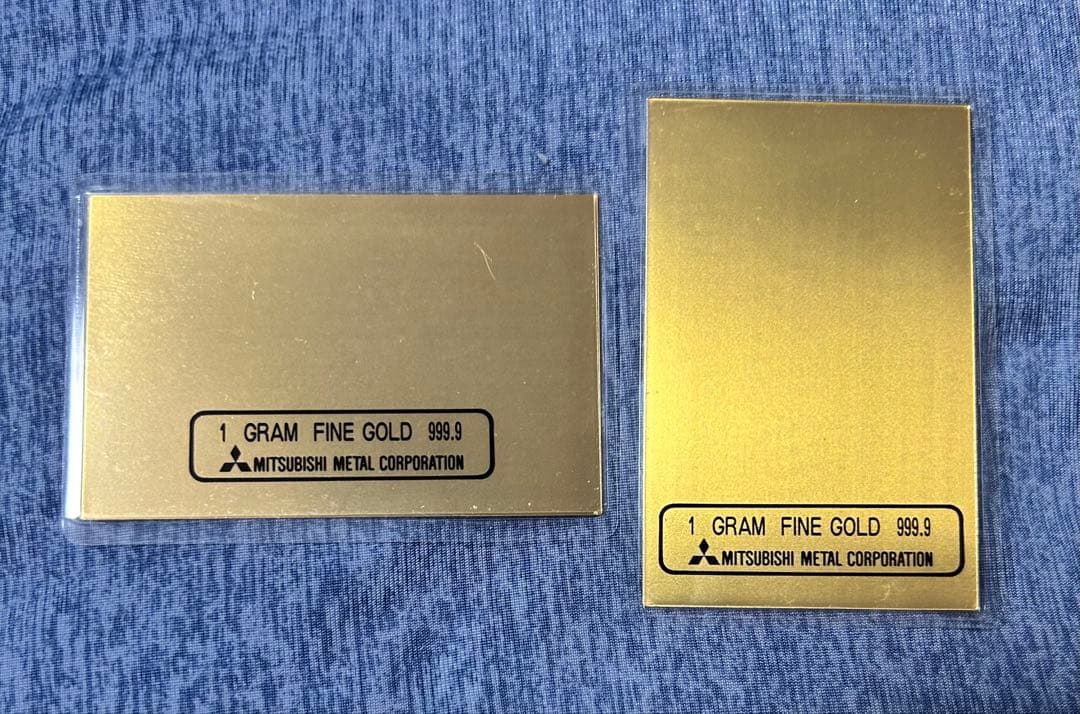 1 GRAM FINE GOLD 999.9
MITSUBISHI METAL CORPORATION
1 GRAM FINE GOLD 999.9
MITSUBISHI METAL CORPORATION